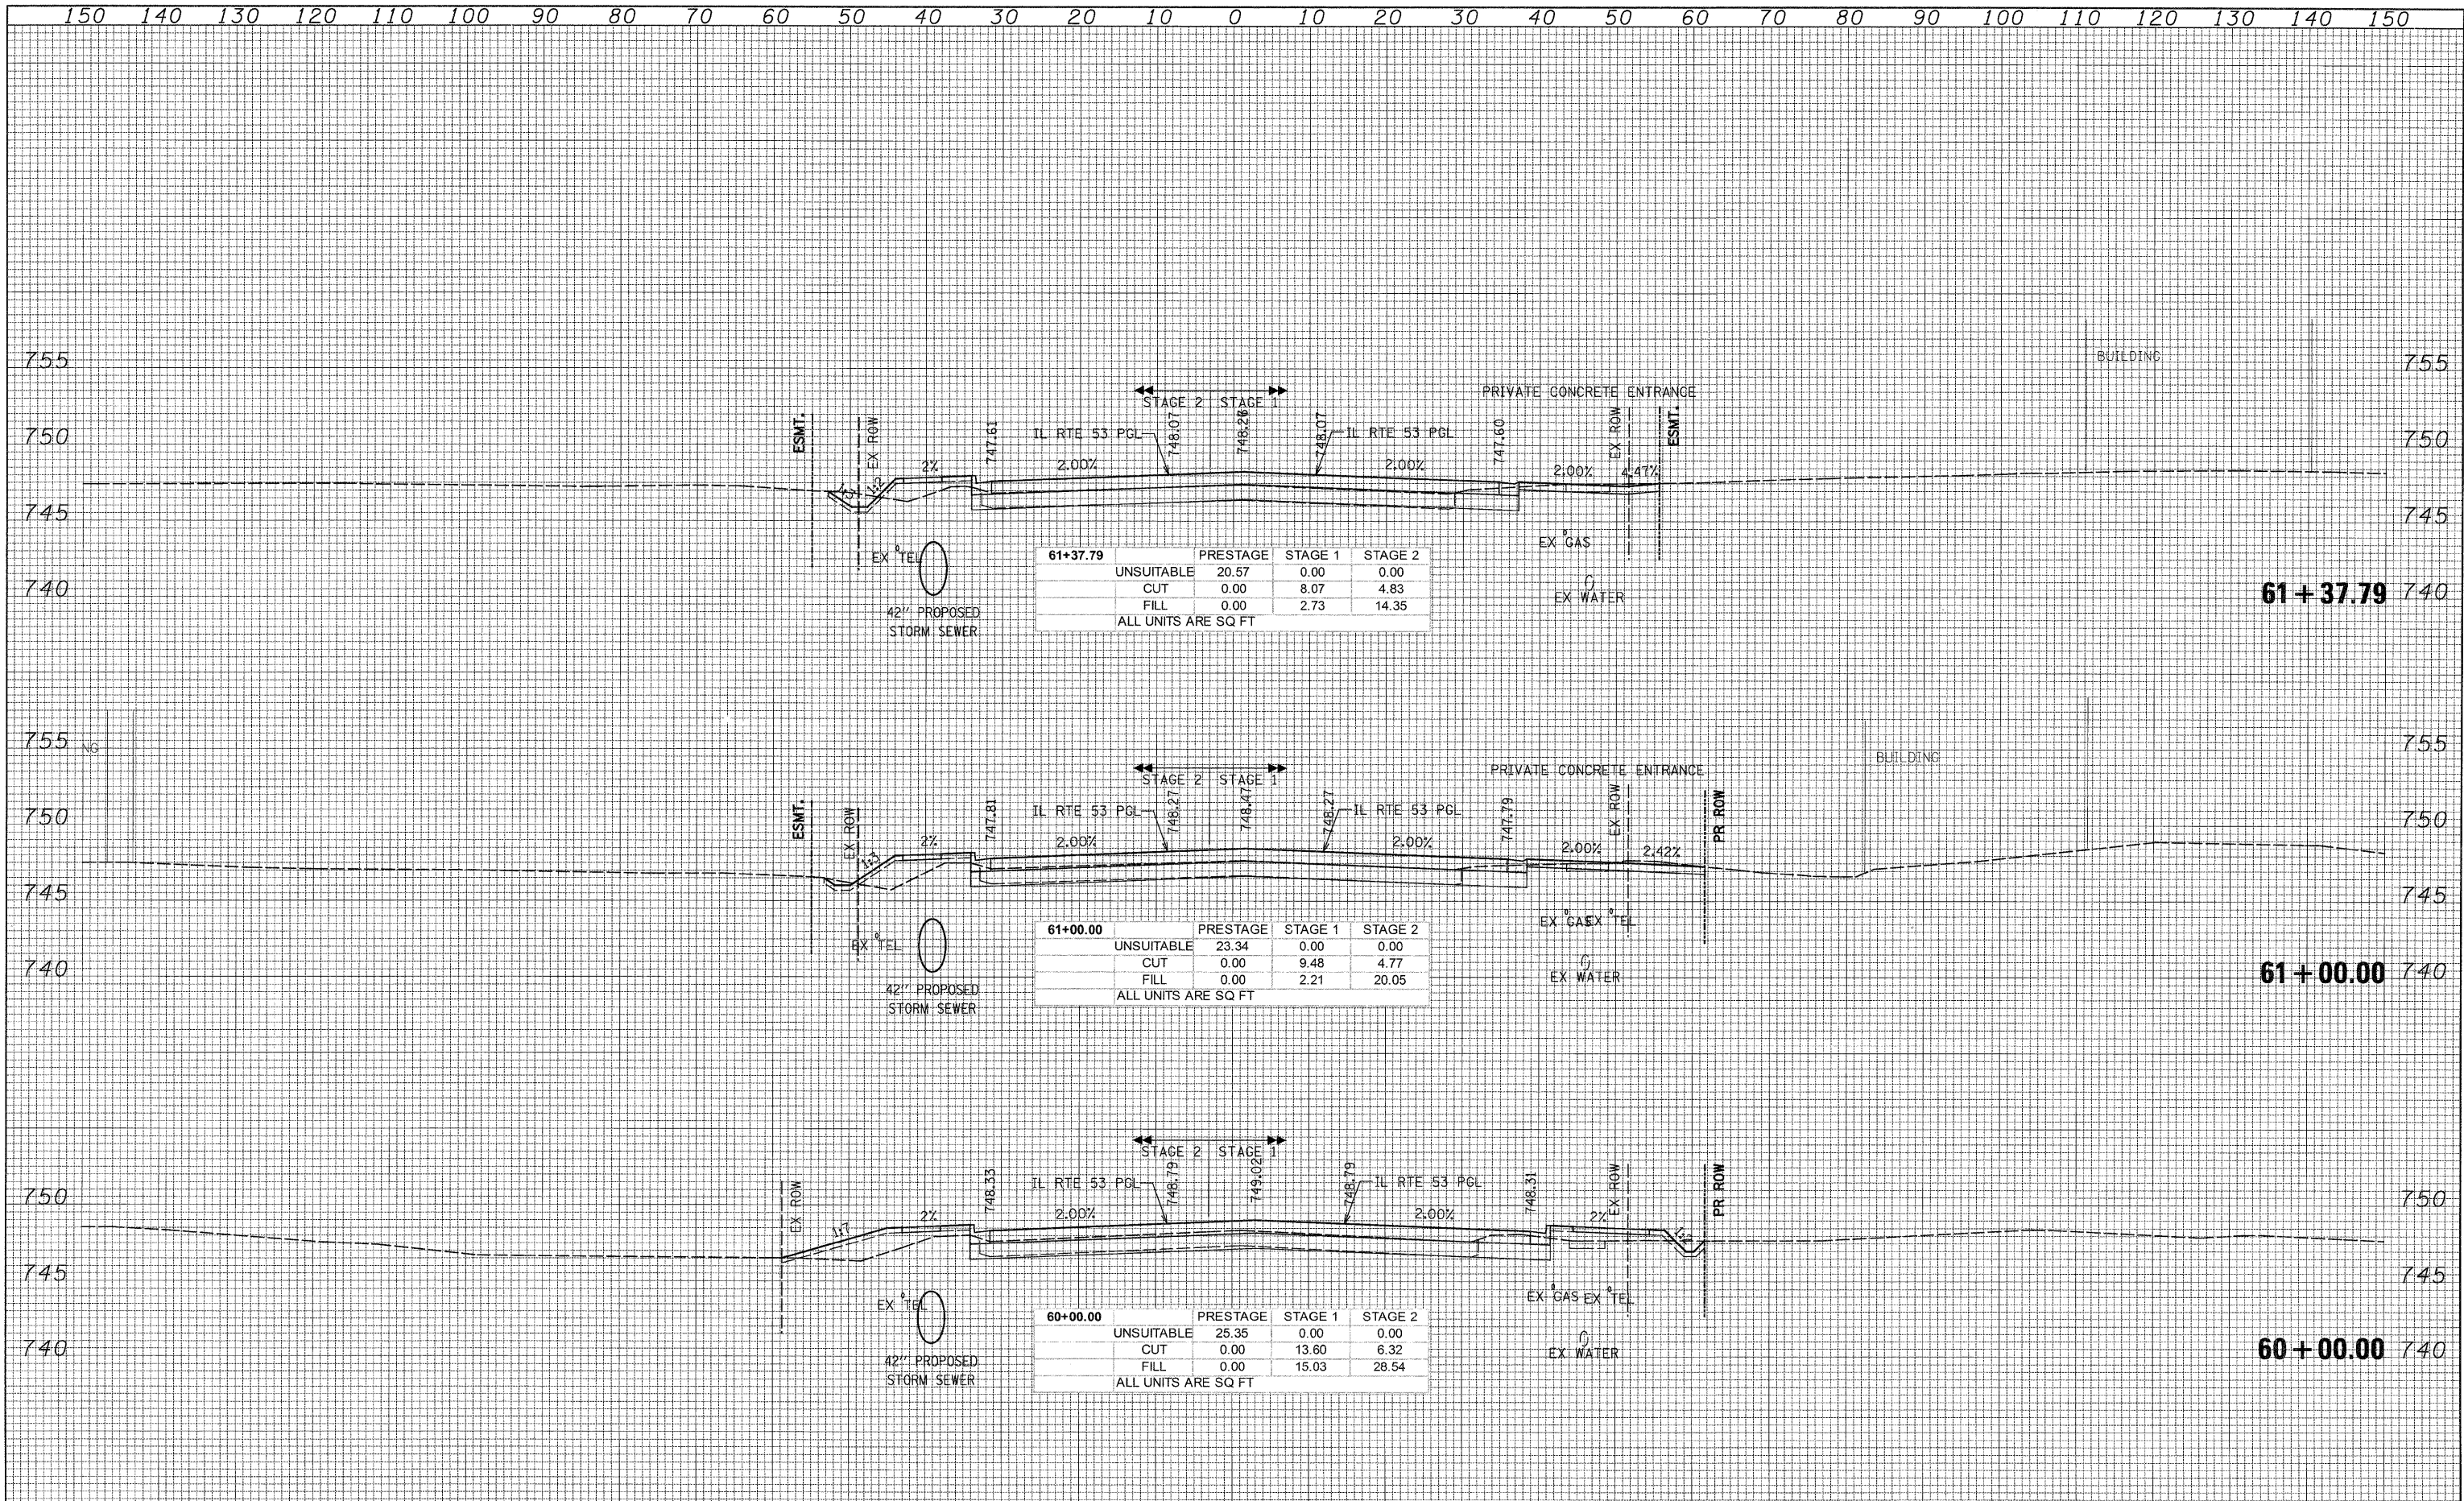 150 140 130 120 110 100 90 80 70 60 50 40 30 20 10 0 10 20 30 40 50 60 70 80 90 100 110 120 130 140 150
755 BUILDING 755
STAGE 2 STAGE 1
PRIVATE CONCRETE ENTRANCE
750 ESMT. EX ROW 747.61 IL RTE 53 PGL 748.07 748.26 748.07 IL RTE 53 PGL 747.60 EX ROW ESMT. 750
1:2 2% 2.00% 2.00% 2.00% 4.47%
745 745
EX TEL EX GAS
61+37.79 PRESTAGE STAGE 1 STAGE 2
UNSUITABLE 20.57 0.00 0.00
CUT 0.00 8.07 4.83
FILL 0.00 2.73 14.35
ALL UNITS ARE SQ FT
740 EX WATER 61+37.79 740
42" PROPOSED
STORM SEWER
755 NG BUILDING 755
STAGE 2 STAGE 1
PRIVATE CONCRETE ENTRANCE
750 ESMT. EX ROW 747.81 IL RTE 53 PGL 748.27 748.47 748.27 IL RTE 53 PGL 747.79 EX ROW PR ROW 750
1:3 2% 2.00% 2.00% 2.00% 2.42%
745 745
EX TEL EX GAS EX TEL
61+00.00 PRESTAGE STAGE 1 STAGE 2
UNSUITABLE 23.34 0.00 0.00
CUT 0.00 9.48 4.77
FILL 0.00 2.21 20.05
ALL UNITS ARE SQ FT
740 EX WATER 61+00.00 740
42" PROPOSED
STORM SEWER
STAGE 2 STAGE 1
750 EX ROW 748.33 IL RTE 53 PGL 748.79 749.02 748.79 IL RTE 53 PGL 748.31 EX ROW PR ROW 750
1:7 2% 2.00% 2.00% 2%
745 745
EX TEL EX GAS EX TEL
60+00.00 PRESTAGE STAGE 1 STAGE 2
UNSUITABLE 25.35 0.00 0.00
CUT 0.00 13.60 6.32
FILL 0.00 15.03 28.54
ALL UNITS ARE SQ FT
740 EX WATER 60+00.00 740
42" PROPOSED
STORM SEWER